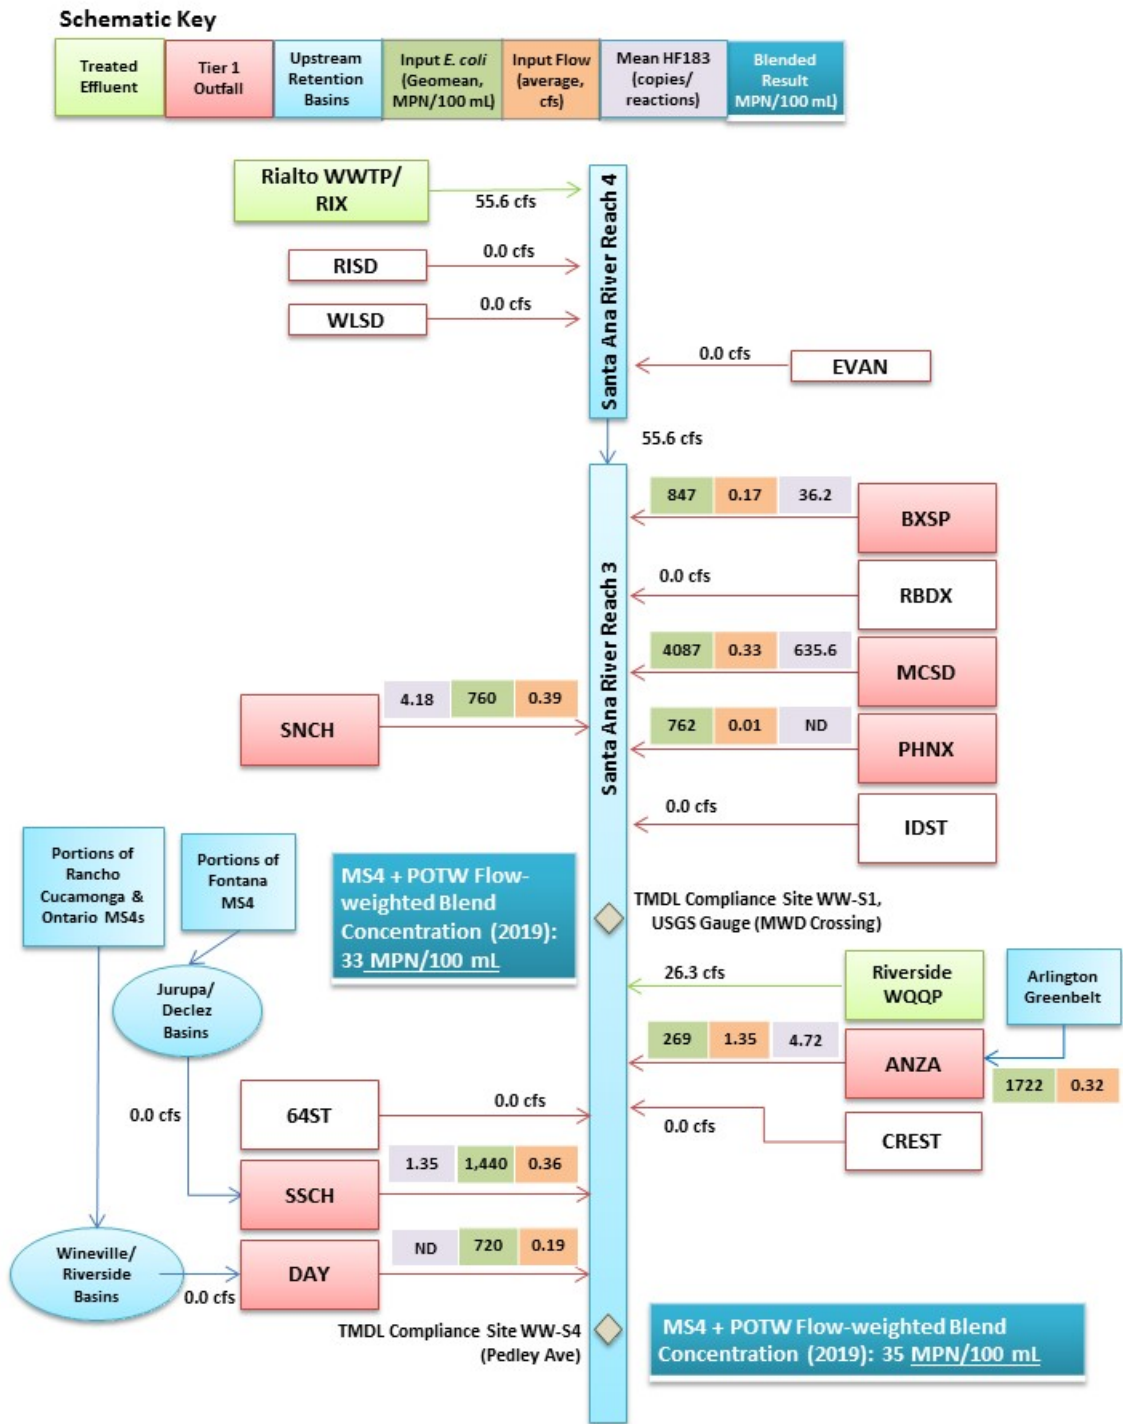 Schematic Key
Treated
Effluent
Tier 1
Outfall
Upstream
Retention
Basins
Input E. coli
(Geomean,
MPN/100 mL)
Input Flow
(average,
cfs)
Mean HF183
(copies/
reactions)
Blended
Result
MPN/100 mL)
Rialto WWTP/
RIX
55.6 cfs
RISD
0.0 cfs
WLSD
0.0 cfs
Santa Ana River Reach 4
0.0 cfs
EVAN
55.6 cfs
Santa Ana River Reach 3
847 0.17 36.2
BXSP
0.0 cfs
RBDX
4087 0.33 635.6
MCSD
SNCH
4.18 760 0.39
762 0.01 ND
PHNX
0.0 cfs
IDST
Portions of
Rancho
Cucamonga &
Ontario MS4s
Portions of
Fontana
MS4
MS4 + POTW Flow-
weighted Blend
Concentration (2019):
33 MPN/100 mL
TMDL Compliance Site WW-S1,
USGS Gauge (MWD Crossing)
Jurupa/
Declez
Basins
26.3 cfs
Riverside
WQQP
Arlington
Greenbelt
269 1.35 4.72
ANZA
1722 0.32
0.0 cfs
64ST
0.0 cfs
0.0 cfs
CREST
1.35 1,440 0.36
SSCH
Wineville/
Riverside
Basins
0.0 cfs
ND 720 0.19
DAY
TMDL Compliance Site WW-S4
(Pedley Ave)
MS4 + POTW Flow-weighted Blend
Concentration (2019): 35 MPN/100 mL